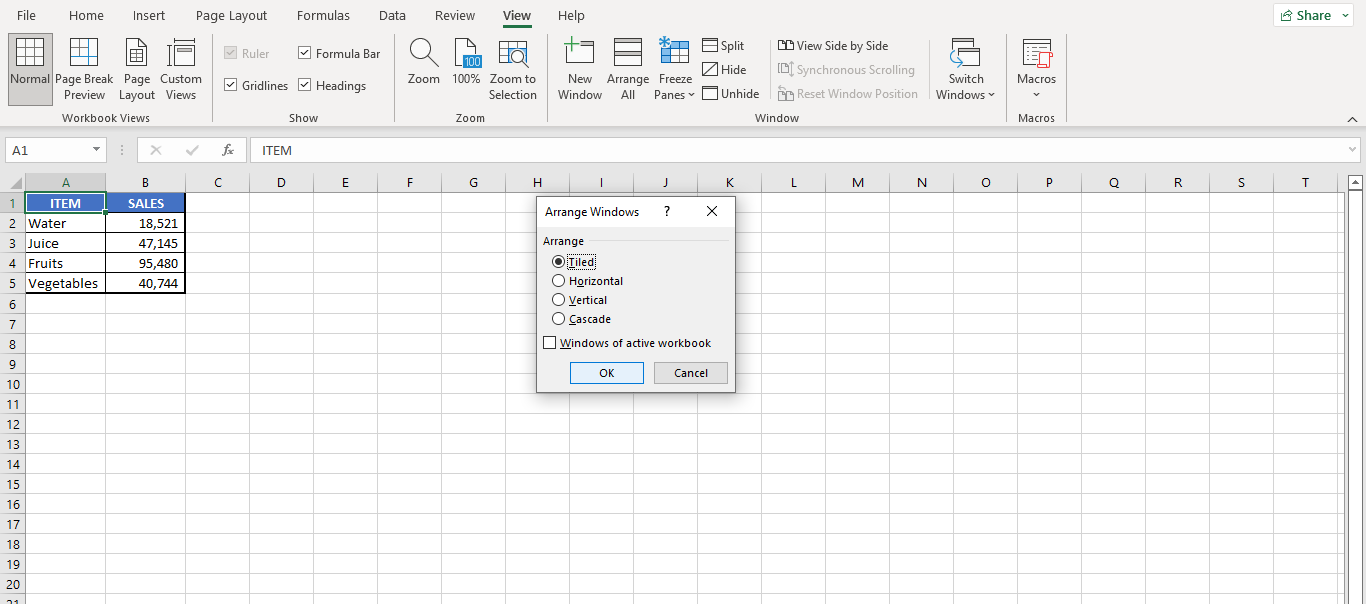 File Home Insert Page Layout Formulas Data Review View Help Share
Normal Page Break Preview Page Layout Custom Views
Workbook Views
Ruler Formula Bar
Gridlines Headings
Show
Zoom 100% Zoom to Selection
100
Zoom
New Window Arrange All Freeze Panes
Split
Hide
Unhide
View Side by Side
Synchronous Scrolling
Reset Window Position
Switch Windows
Window
Macros
Macros
A1 fx ITEM
A B C D E F G H I J K L M N O P Q R S T
1 ITEM SALES
2 Water 18,521
3 Juice 47,145
4 Fruits 95,480
5 Vegetables 40,744
6
7
8
9
10
11
12
13
14
15
16
17
18
19
20
21
Arrange Windows ?
Arrange
Tiled
Horizontal
Vertical
Cascade
Windows of active workbook
OK Cancel